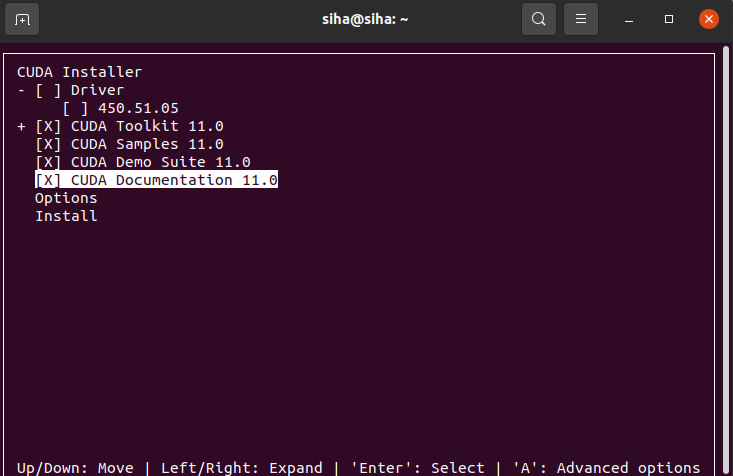 siha@siha: ~
CUDA Installer
- [ ] Driver
[ ] 450.51.05
+ [X] CUDA Toolkit 11.0
[X] CUDA Samples 11.0
[X] CUDA Demo Suite 11.0
[X] CUDA Documentation 11.0
Options
Install
Up/Down: Move | Left/Right: Expand | 'Enter': Select | 'A': Advanced options